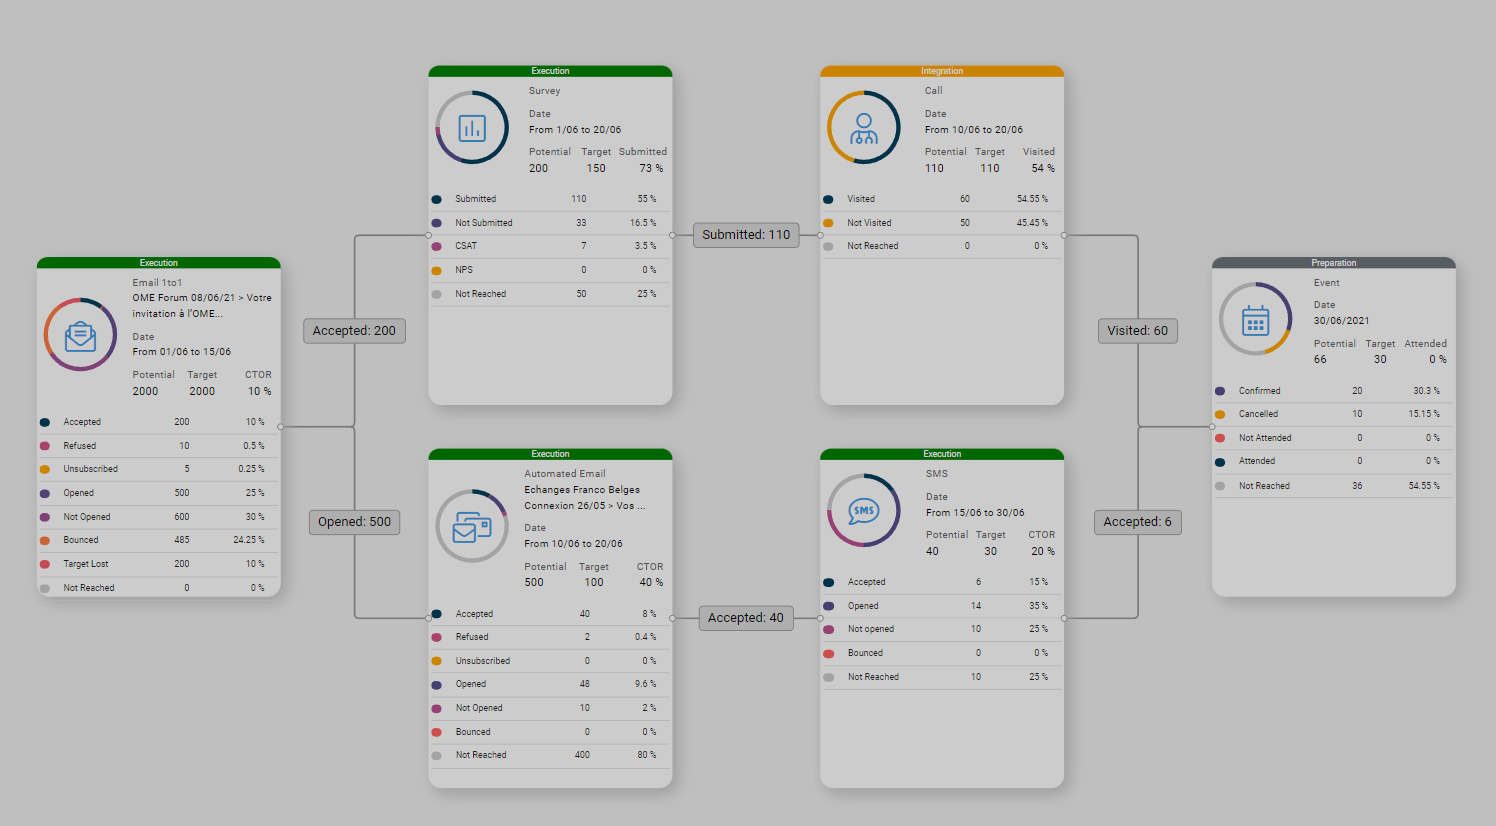 Execution
Email 1to1
OME Forum 08/06/21 > Votre
invitation à l'OME...
Date
From 01/06 to 15/06
Potential Target CTOR
2000 2000 10 %
Accepted 200 10 %
Refused 10 0.5 %
Unsubscribed 5 0.25 %
Opened 500 25 %
Not Opened 600 30 %
Bounced 485 24.25 %
Target Lost 200 10 %
Not Reached 0 0 %
Accepted: 200
Opened: 500
Execution
Survey
Date
From 1/06 to 20/06
Potential Target Submitted
200 150 73 %
Submitted 110 55 %
Not Submitted 33 16.5 %
CSAT 7 3.5 %
NPS 0 0 %
Not Reached 50 25 %
Submitted: 110
Integration
Call
Date
From 10/06 to 20/06
Potential Target Visited
110 110 54 %
Visited 60 54.55 %
Not Visited 50 45.45 %
Not Reached 0 0 %
Visited: 60
Execution
Automated Email
Echanges Franco Belges
Connexion 26/05 > Vos ...
Date
From 10/06 to 20/06
Potential Target CTOR
500 100 40 %
Accepted 40 8 %
Refused 2 0.4 %
Unsubscribed 0 0 %
Opened 48 9.6 %
Not Opened 10 2 %
Bounced 0 0 %
Not Reached 400 80 %
Accepted: 40
Execution
SMS
SMS
Date
From 15/06 to 30/06
Potential Target CTOR
40 30 20 %
Accepted 6 15 %
Opened 14 35 %
Not opened 10 25 %
Bounced 0 0 %
Not Reached 10 25 %
Accepted: 6
Preparation
Event
Date
30/06/2021
Potential Target Attended
66 30 0 %
Confirmed 20 30.3 %
Cancelled 10 15.15 %
Not Attended 0 0 %
Attended 0 0 %
Not Reached 36 54.55 %